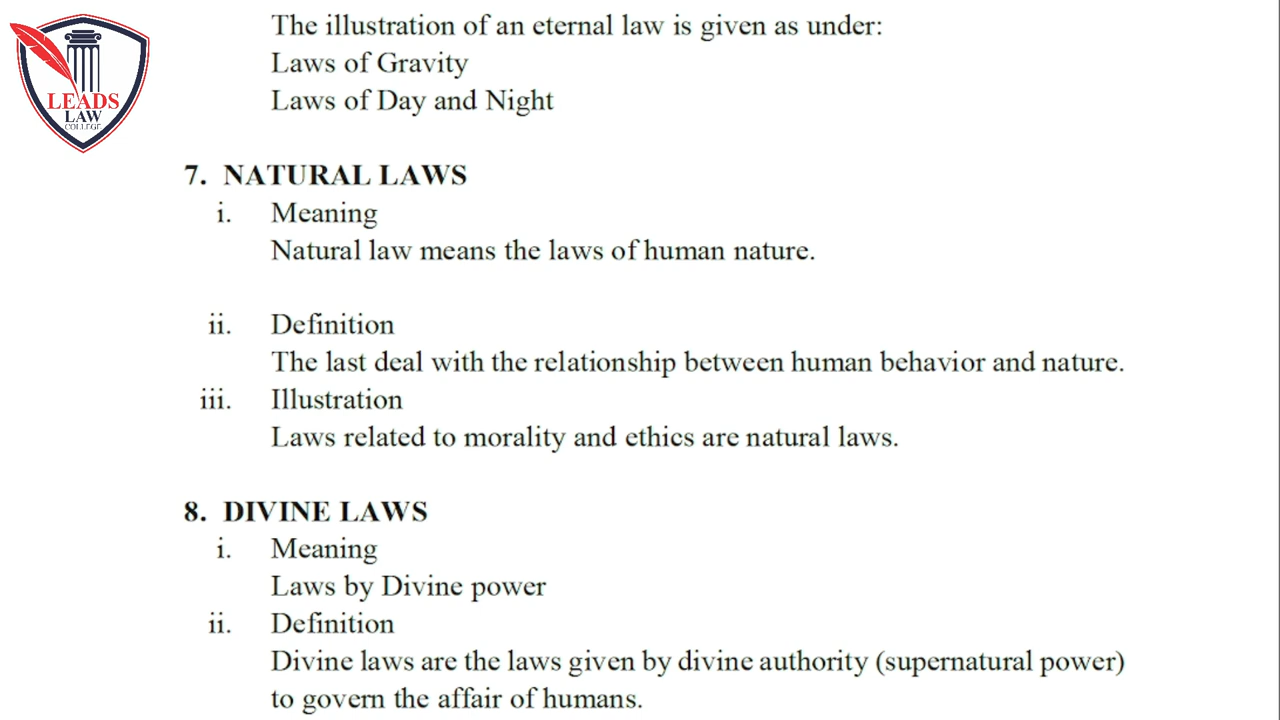 LEADS
LAW
COLLEGE
The illustration of an eternal law is given as under:
Laws of Gravity
Laws of Day and Night
7. NATURAL LAWS
i. Meaning
Natural law means the laws of human nature.
ii. Definition
The last deal with the relationship between human behavior and nature.
iii. Illustration
Laws related to morality and ethics are natural laws.
8. DIVINE LAWS
i. Meaning
Laws by Divine power
ii. Definition
Divine laws are the laws given by divine authority (supernatural power)
to govern the affair of humans.